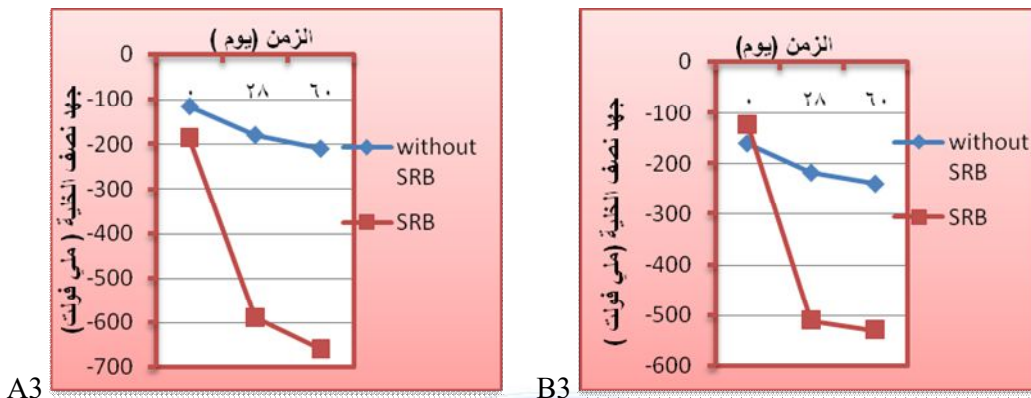 الزمن (يوم )
0
-100
-200
-300
-400
-500
-600
-700
٠
٢٨
٦٠
جهد نصف الخلية ( ملي فولت)
without
SRB
SRB
A3
الزمن (يوم)
0
-100
-200
-300
-400
-500
-600
٠
٢٨
٦٠
جهد نصف الخلية (ملي فولت )
without
SRB
SRB
B3